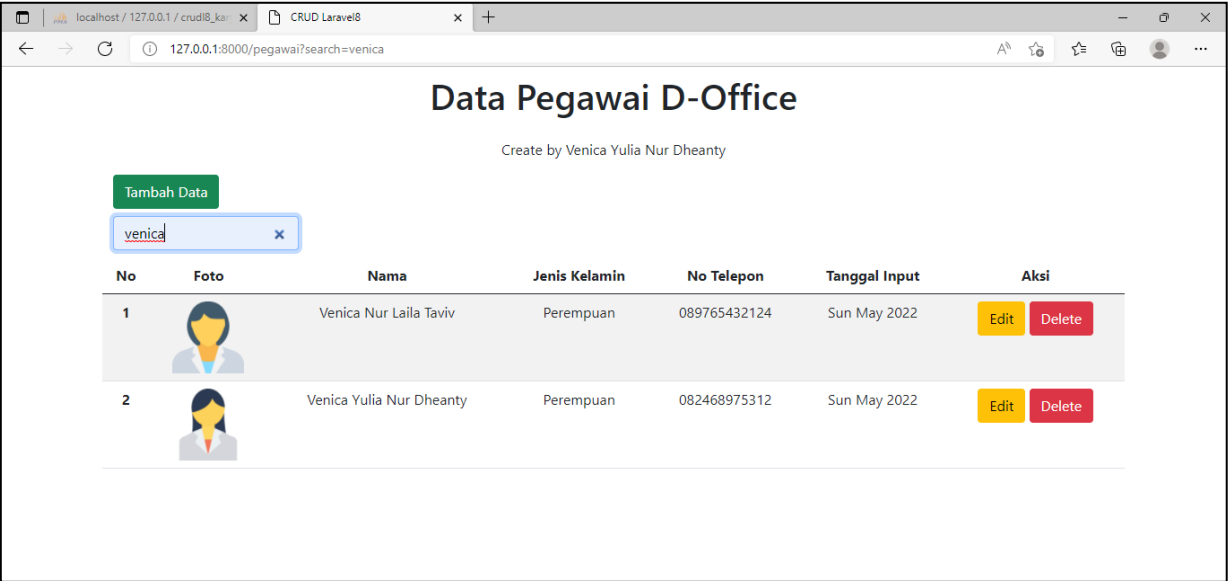 localhost / 127.0.0.1 / crudl8_kar
CRUD Laravel8
127.0.0.1:8000/pegawai?search=venica
Data Pegawai D-Office
Create by Venica Yulia Nur Dheanty
Tambah Data
venica
No Foto Nama Jenis Kelamin No Telepon Tanggal Input Aksi
1 Venica Nur Laila Taviv Perempuan 089765432124 Sun May 2022 Edit Delete
2 Venica Yulia Nur Dheanty Perempuan 082468975312 Sun May 2022 Edit Delete